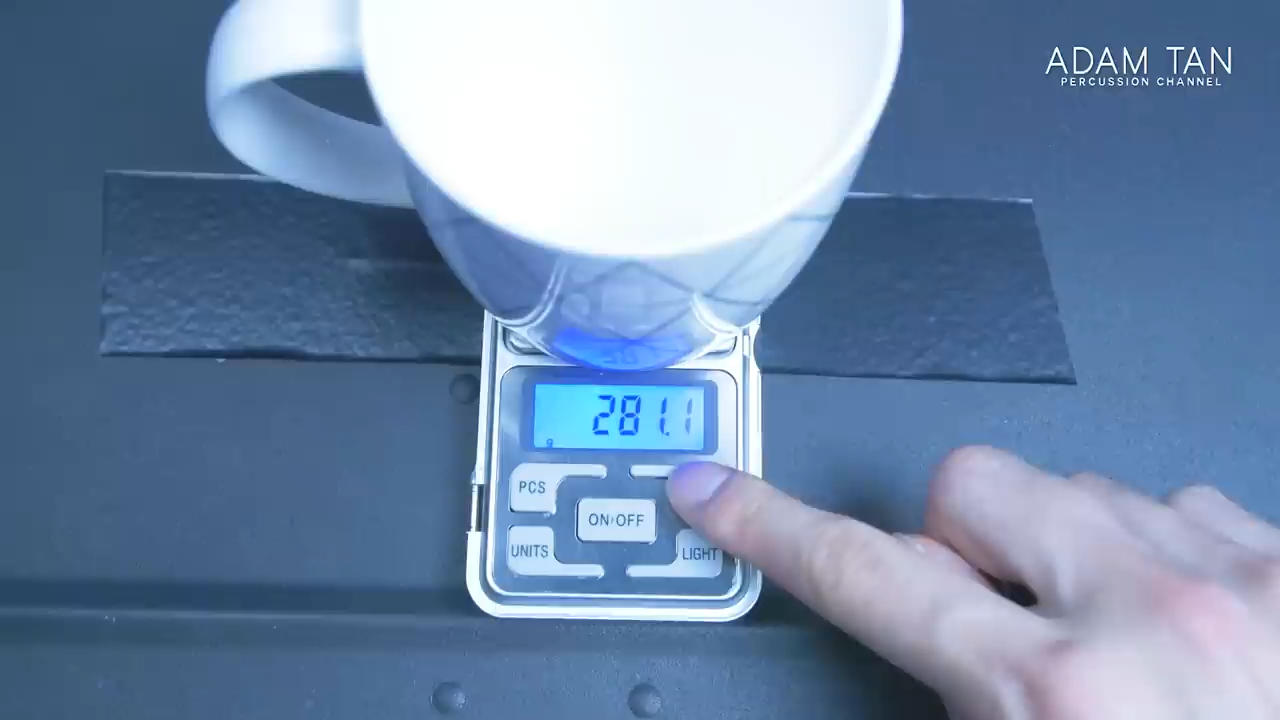 ADAM TAN
PERCUSSION CHANNEL
281.1
g
PCS
ON/OFF
UNITS
LIGHT